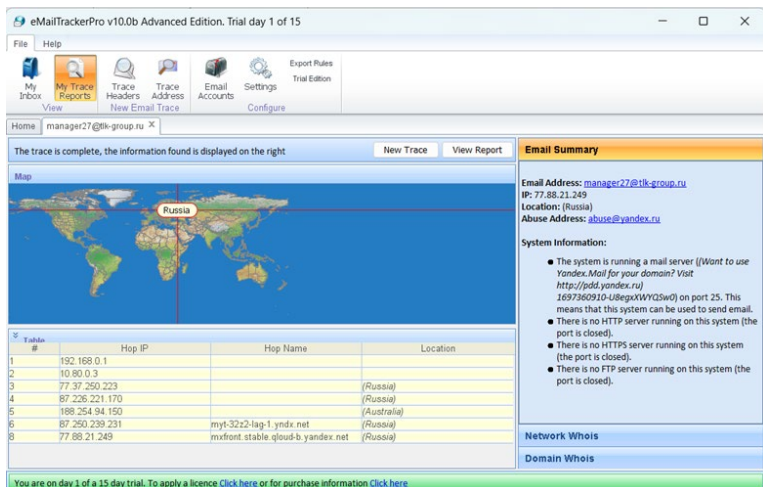 eMailTrackerPro v10.0b Advanced Edition. Trial day 1 of 15
File Help
My Inbox
My Trace Reports
Trace Headers
Trace Address
Email Accounts
Settings
Export Rules
Trial Edition
View
New Email Trace
Configure
Home manager27@tlk-group.ru X
The trace is complete, the information found is displayed on the right
New Trace
View Report
Map
Russia
Table
# Hop IP Hop Name Location
1 192.168.0.1
2 10.80.0.3
3 77.37.250.223 (Russia)
4 87.226.221.170 (Russia)
5 188.254.94.150 (Australia)
6 87.250.239.231 myt-32z2-lag-1.yndx.net (Russia)
8 77.88.21.249 mxfront.stable.qloud-b.yandex.net (Russia)
Email Summary
Email Address: manager27@tlk-group.ru
IP: 77.88.21.249
Location: (Russia)
Abuse Address: abuse@yandex.ru
System Information:
● The system is running a mail server ((Want to use
Yandex.Mail for your domain? Visit
http://pdd.yandex.ru)
1697360910-U8egxXWYQSw0) on port 25. This
means that this system can be used to send email.
● There is no HTTP server running on this system (the
port is closed).
● There is no HTTPS server running on this system
(the port is closed).
● There is no FTP server running on this system (the
port is closed).
Network Whois
Domain Whois
You are on day 1 of a 15 day trial. To apply a licence Click here or for purchase information Click here